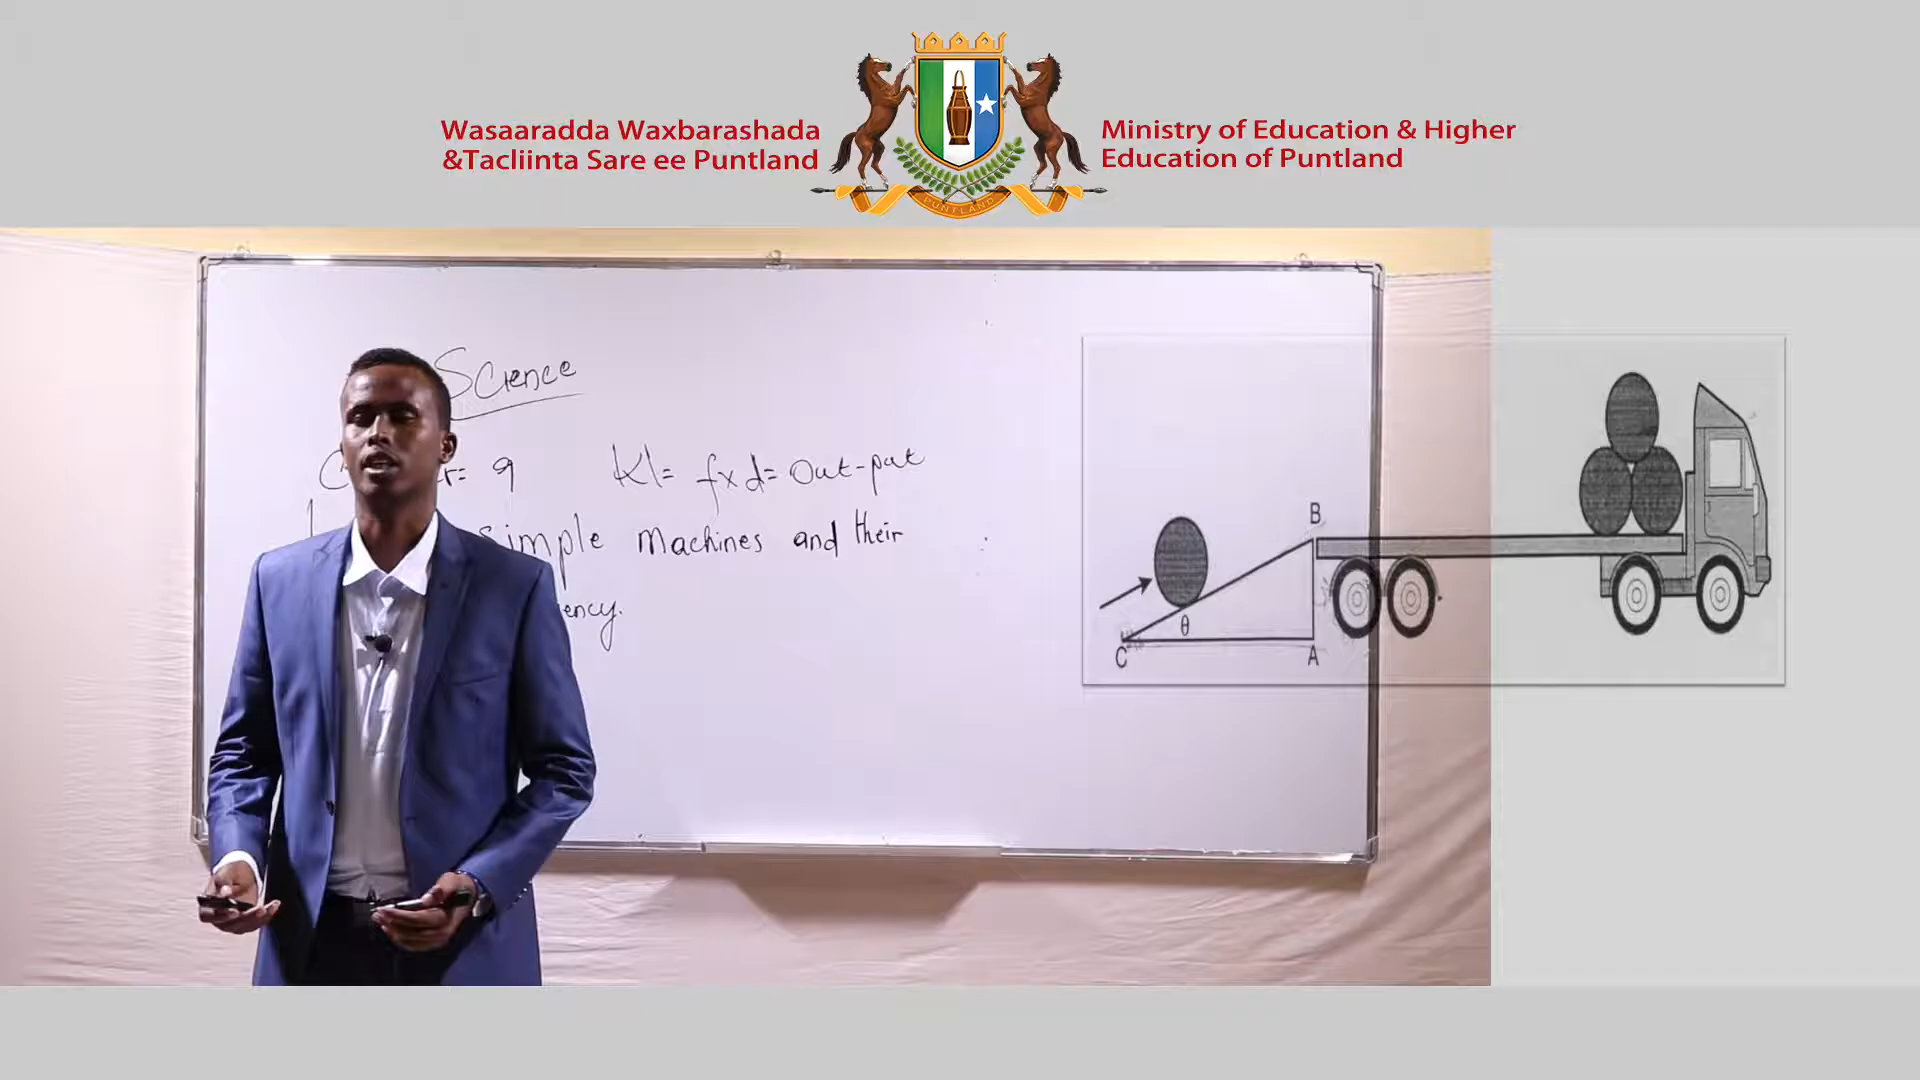 Wasaaradda Waxbarashada
&Tacliinta Sare ee Puntland
Ministry of Education & Higher
Education of Puntland
PUNTLAND
Science
= 9
= f x d = Out-put
simple machines and their
B
θ
C
A